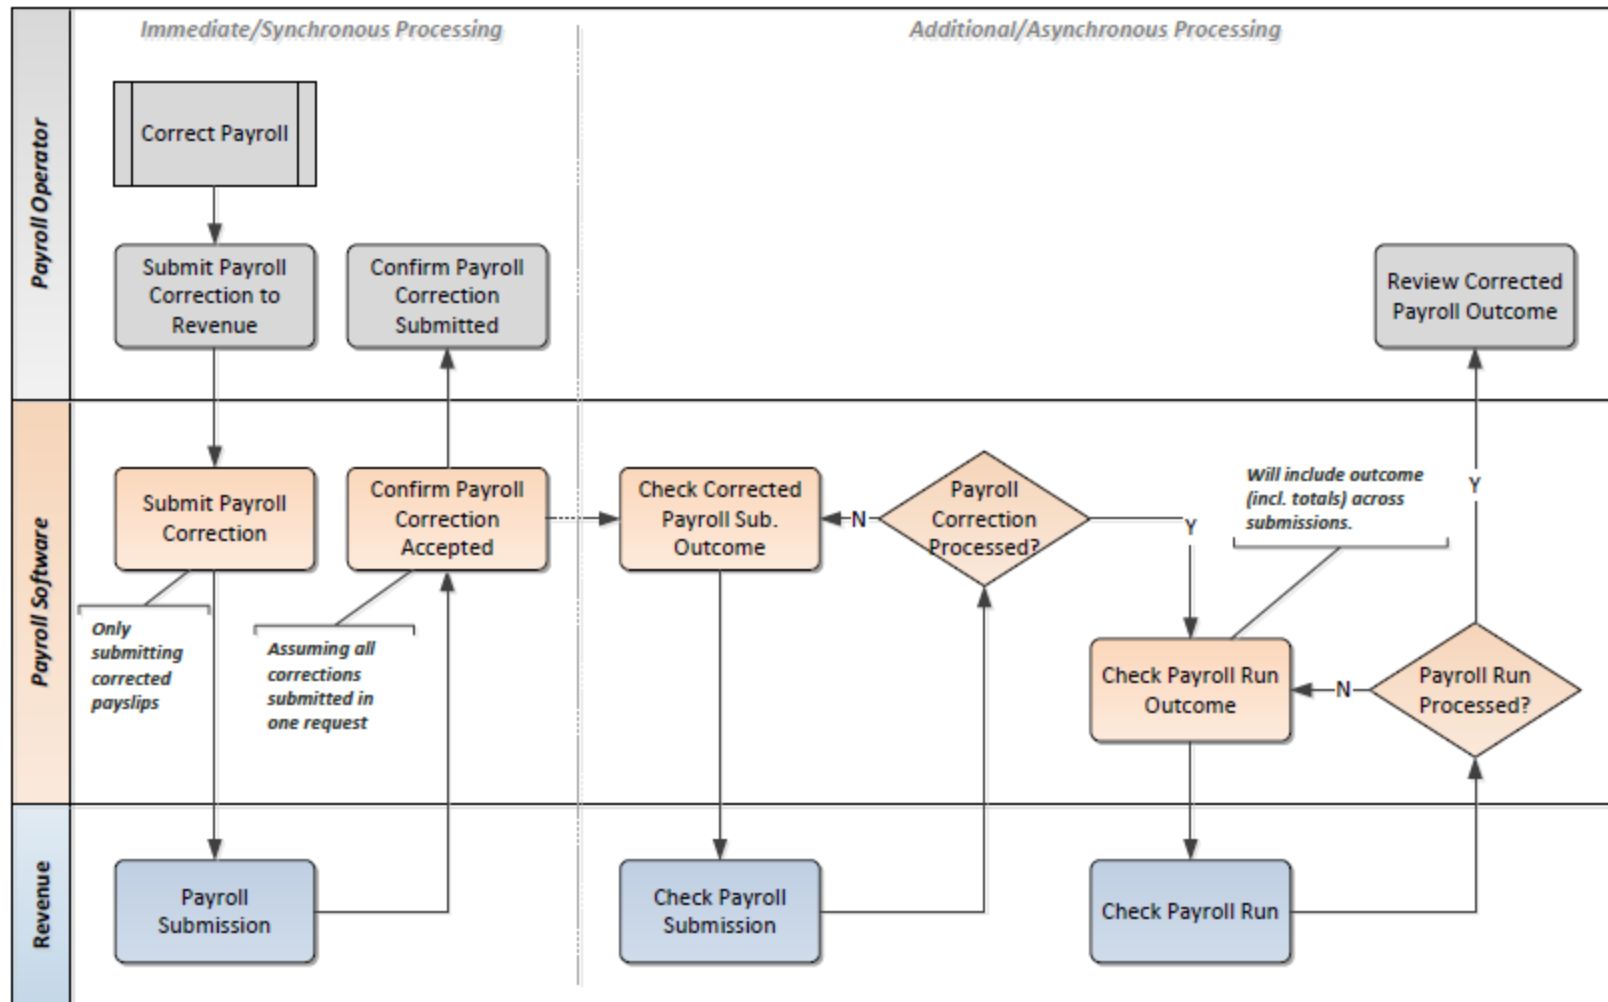 Immediate/Synchronous Processing
Additional/Asynchronous Processing
Payroll Operator
Correct Payroll
Submit Payroll
Correction to
Revenue
Confirm Payroll
Correction
Submitted
Review Corrected
Payroll Outcome
Payroll Software
Submit Payroll
Correction
Confirm Payroll
Correction
Accepted
Check Corrected
Payroll Sub.
Outcome
N
Payroll
Correction
Processed?
Y
Will include outcome
(incl. totals) across
submissions.
Y
Only
submitting
corrected
payslips
Assuming all
corrections
submitted in
one request
Check Payroll Run
Outcome
N
Payroll Run
Processed?
Revenue
Payroll
Submission
Check Payroll
Submission
Check Payroll Run